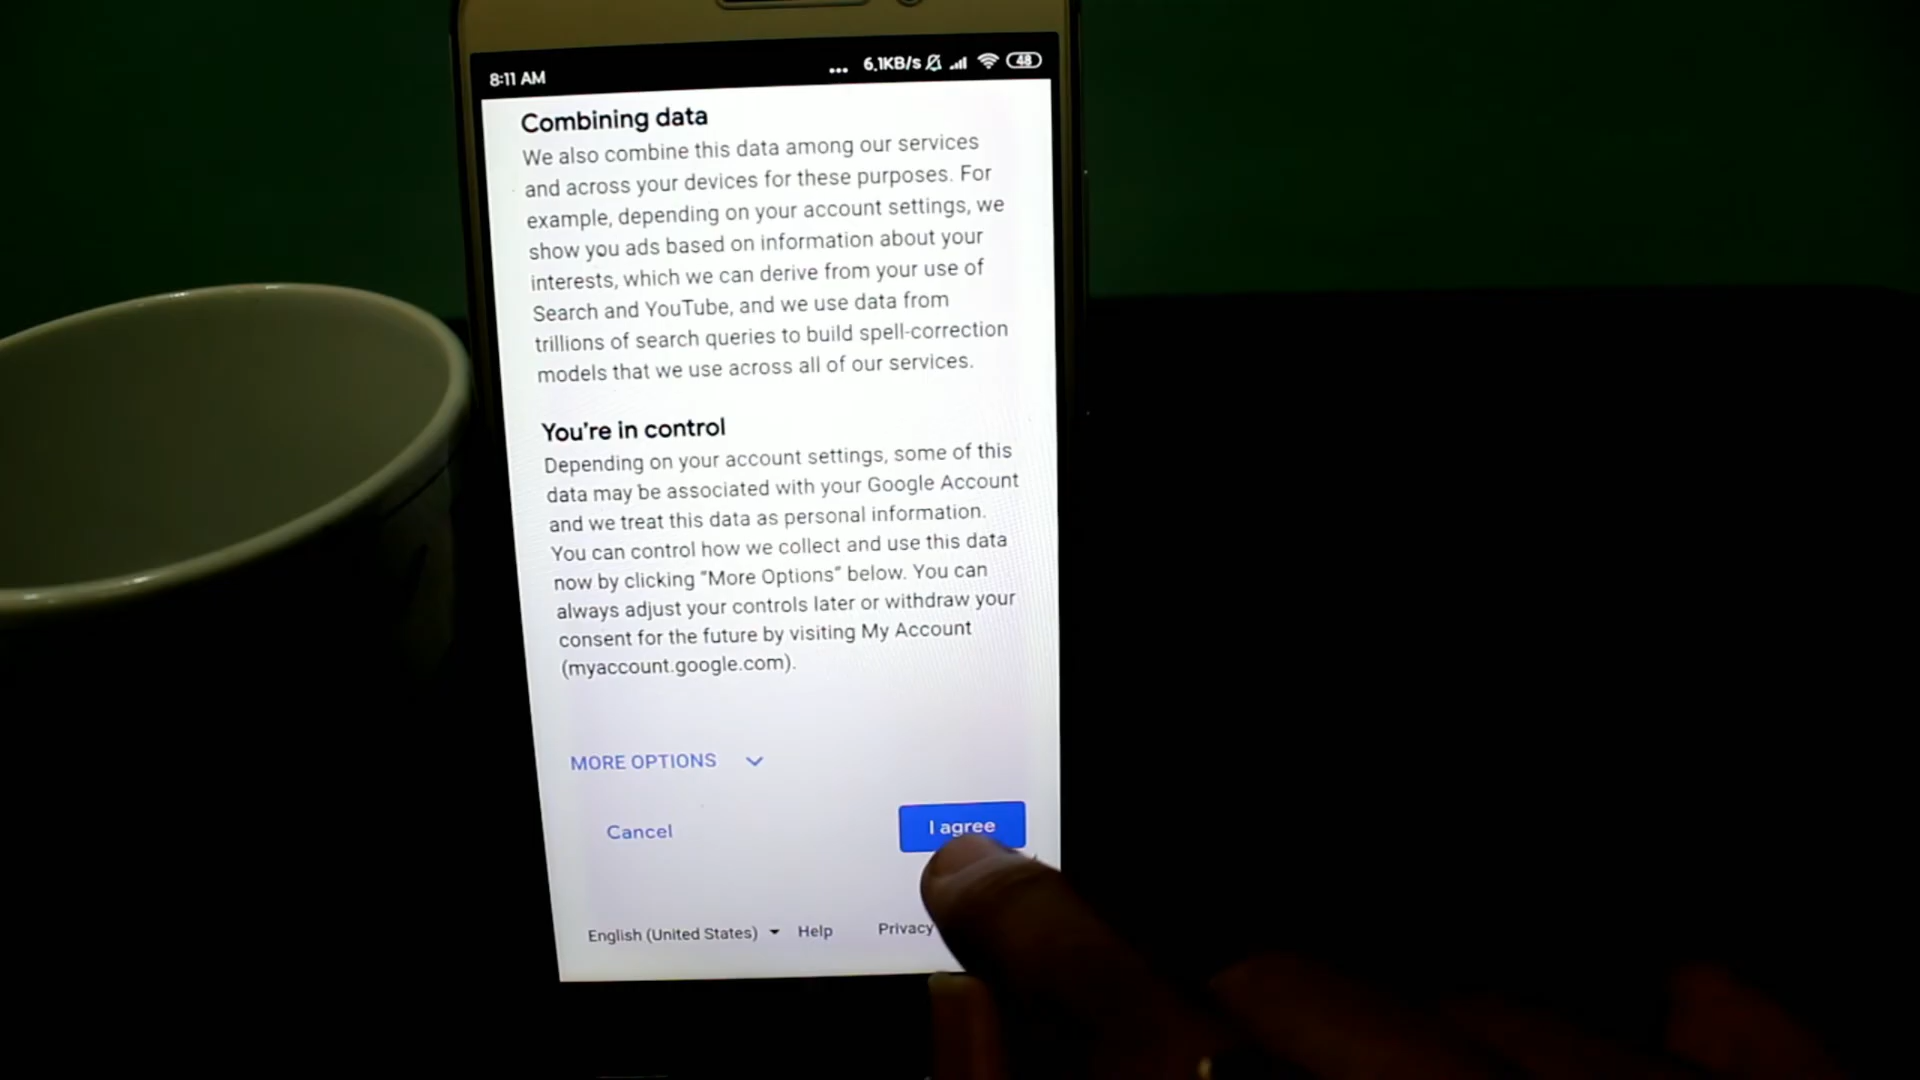 8:11 AM ... 6.1KB/s 48
Combining data
We also combine this data among our services
and across your devices for these purposes. For
example, depending on your account settings, we
show you ads based on information about your
interests, which we can derive from your use of
Search and YouTube, and we use data from
trillions of search queries to build spell-correction
models that we use across all of our services.
You're in control
Depending on your account settings, some of this
data may be associated with your Google Account
and we treat this data as personal information.
You can control how we collect and use this data
now by clicking "More Options" below. You can
always adjust your controls later or withdraw your
consent for the future by visiting My Account
(myaccount.google.com).
MORE OPTIONS
Cancel I agree
English (United States) Help Privacy